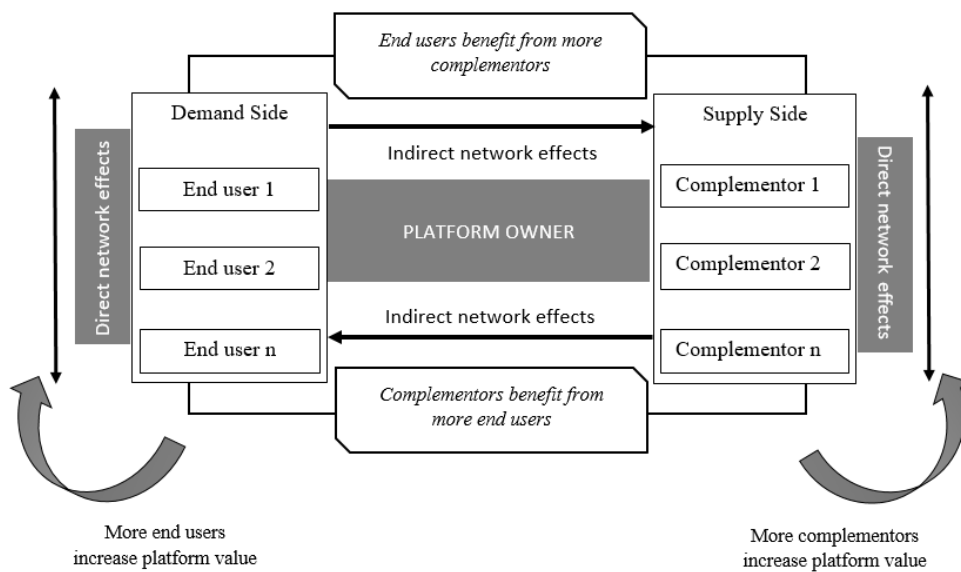 End users benefit from more
complementors
Demand Side
Supply Side
Indirect network effects
Direct network effects
End user 1
End user 2
End user n
PLATFORM OWNER
Complementor 1
Complementor 2
Complementor n
Direct network effects
Indirect network effects
Complementors benefit from
more end users
More end users
increase platform value
More complementors
increase platform value